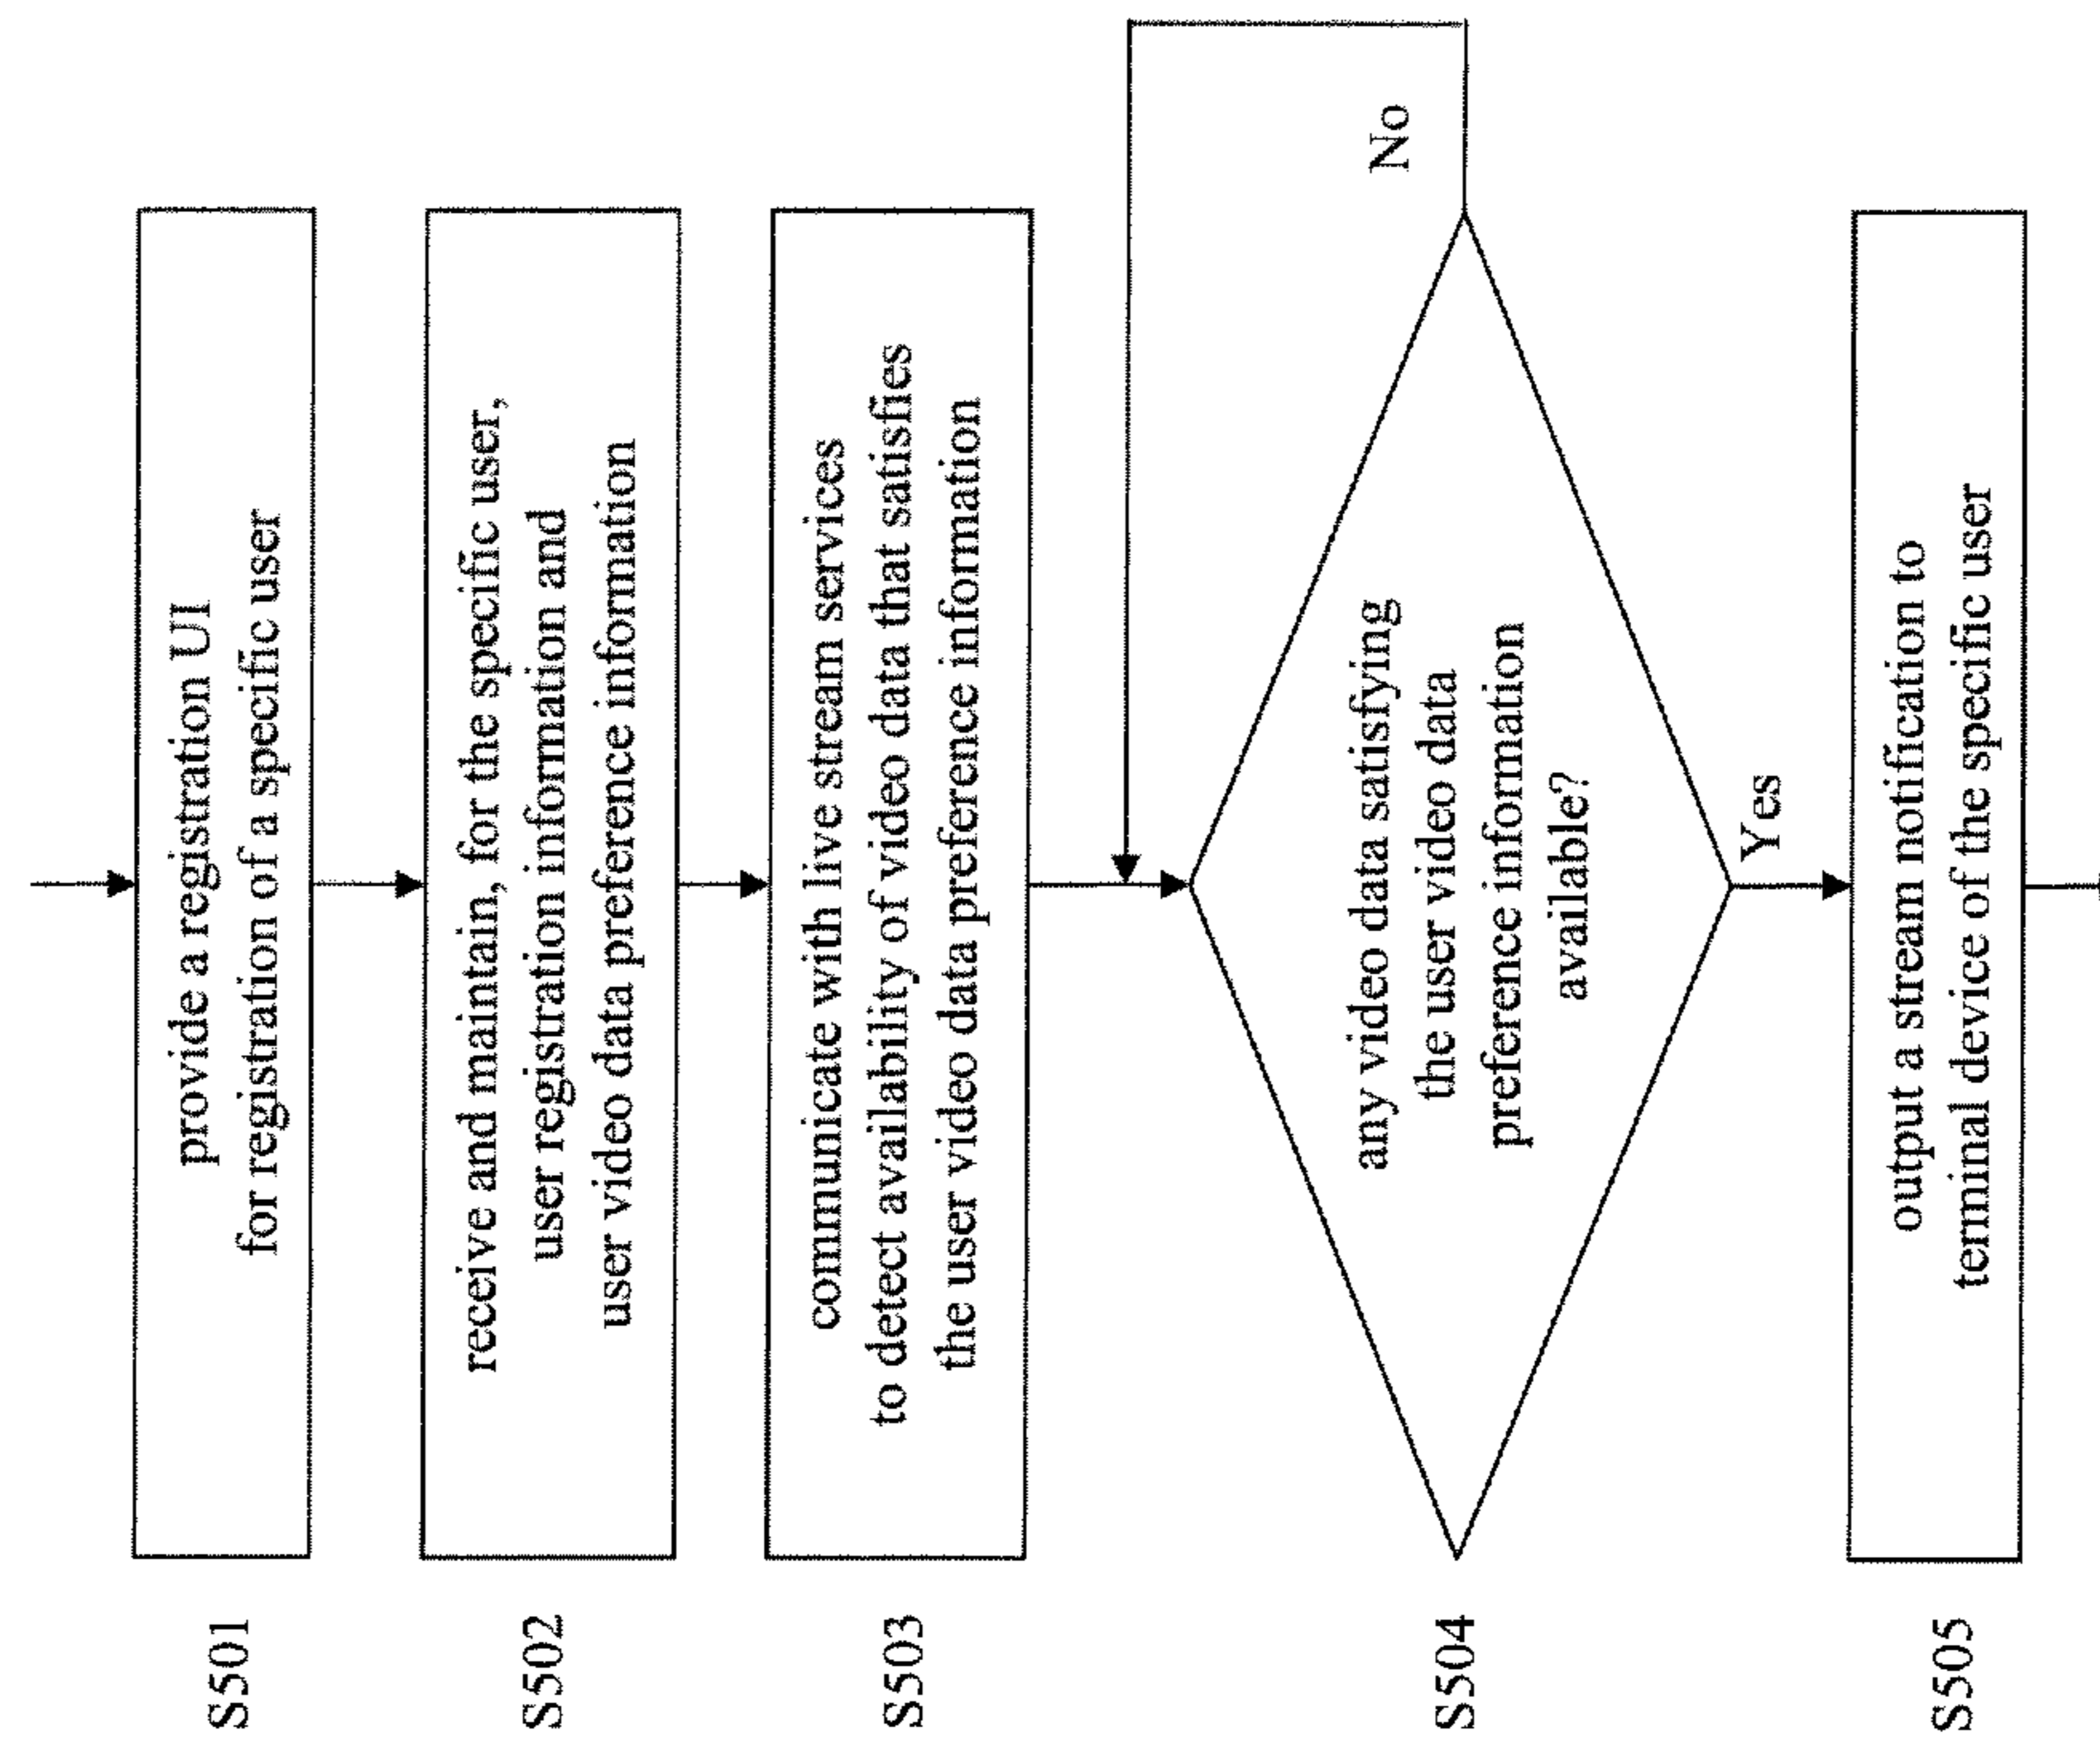 S501
provide a registration UI
for registration of a specific user
S502
receive and maintain, for the specific user,
user registration information and
user video data preference information
S503
communicate with live stream services
to detect availability of video data that satisfies
the user video data preference information
S504
any video data satisfying
the user video data
preference information
available?
No
Yes
S505
output a stream notification to
terminal device of the specific user